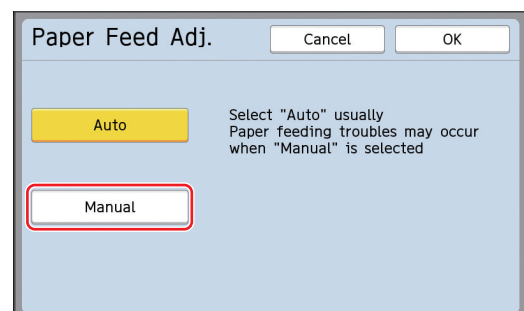 Paper Feed Adj.
Cancel
OK
Auto
Select "Auto" usually
Paper feeding troubles may occur
when "Manual" is selected
Manual